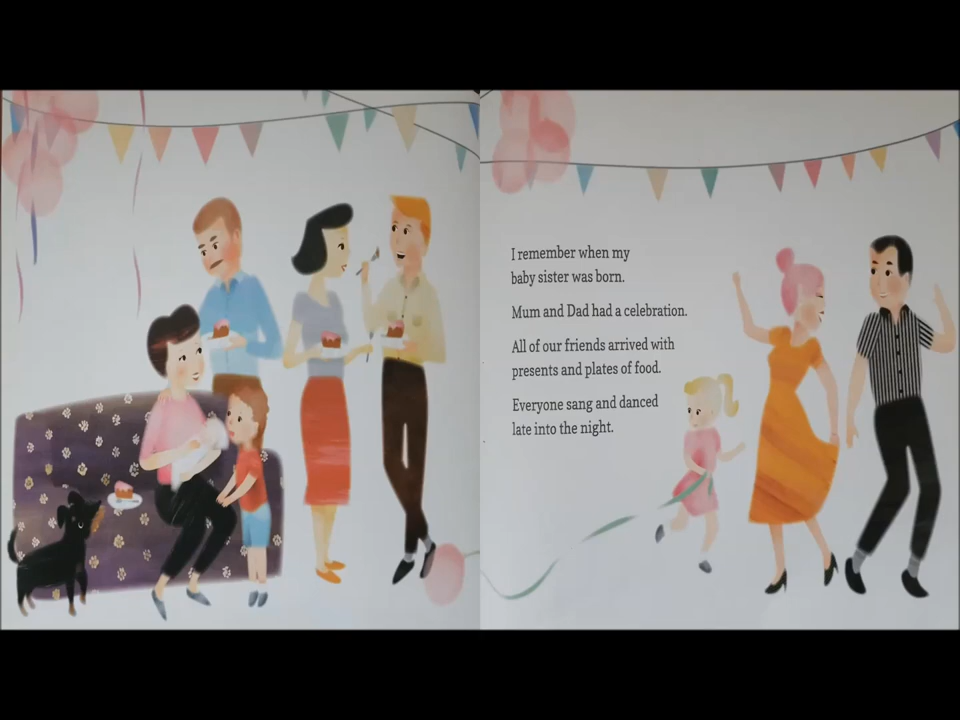 I remember when my
baby sister was born.
Mum and Dad had a celebration.
All of our friends arrived with
presents and plates of food.
Everyone sang and danced
late into the night.